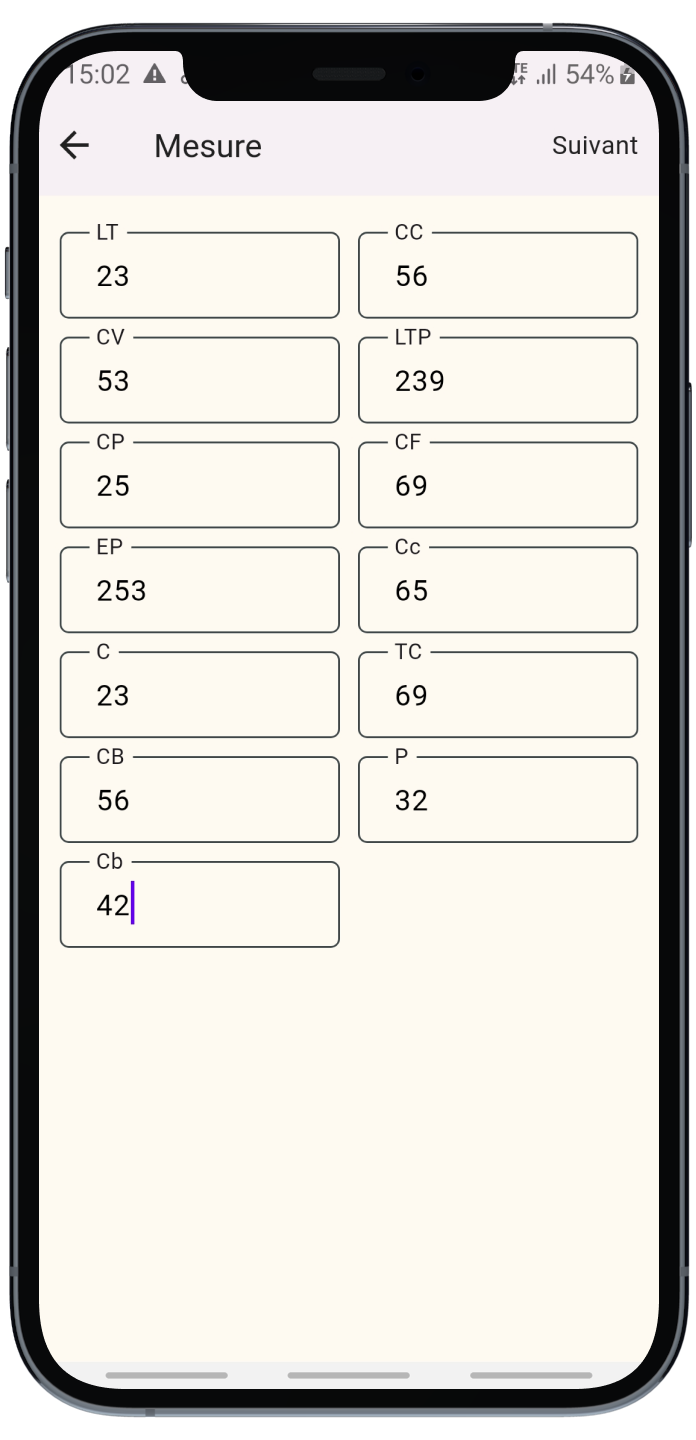 15:02 54%
Mesure Suivant
LT CC
23 56
CV LTP
53 239
CP CF
25 69
EP Cc
253 65
C TC
23 69
CB P
56 32
Cb
42